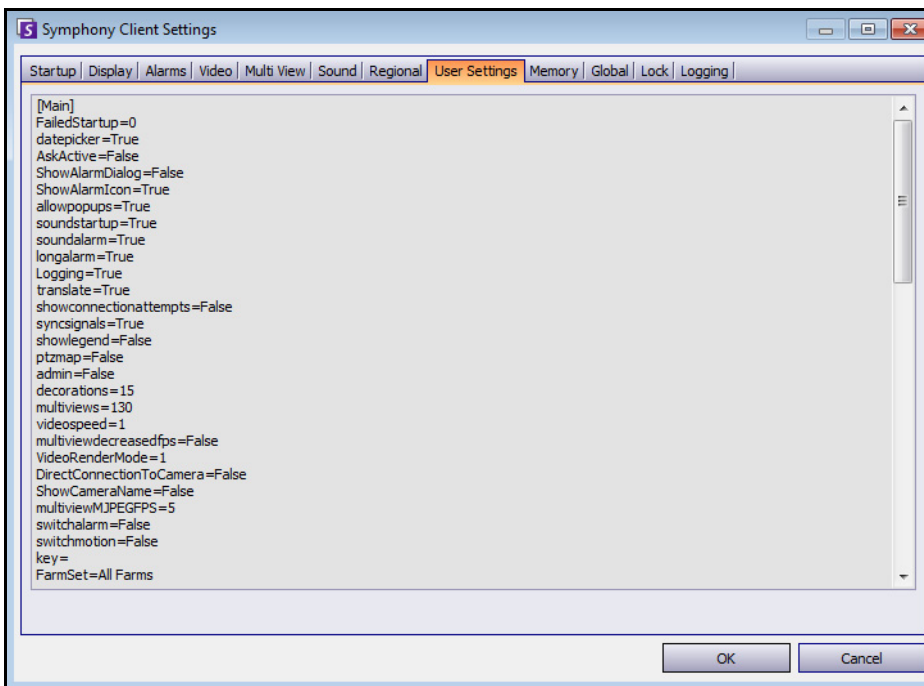 Symphony Client Settings
Startup Display Alarms Video Multi View Sound Regional User Settings Memory Global Lock Logging
[Main]
FailedStartup=0
datepicker=True
AskActive=False
ShowAlarmDialog=False
ShowAlarmIcon=True
allowpopups=True
soundstartup=True
soundalarm=True
longalarm=True
Logging=True
translate=True
showconnectionattempts=False
syncsignals=True
showlegend=False
ptzmap=False
admin=False
decorations=15
multiviews=130
videospeed=1
multiviewdecreasedfps=False
VideoRenderMode=1
DirectConnectionToCamera=False
ShowCameraName=False
multiviewMJPEGFPS=5
switchalarm=False
switchmotion=False
key=
FarmSet=All Farms
OK Cancel